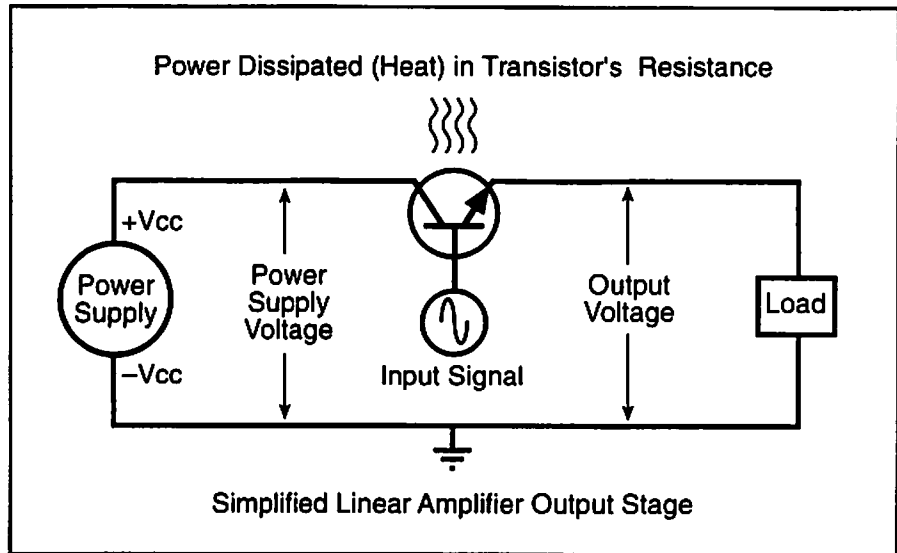 Power Dissipated (Heat) in Transistor's Resistance
+Vcc
Power
Supply
−Vcc
Power
Supply
Voltage
Input Signal
Output
Voltage
Load
Simplified Linear Amplifier Output Stage